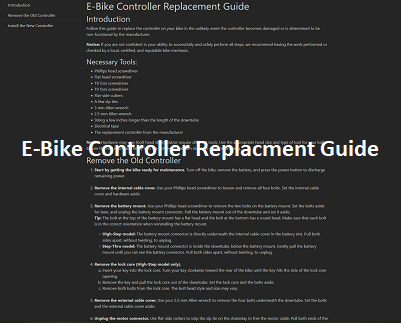 Introduction
Remove the Old Controller
Install the New Controller
E-Bike Controller Replacement Guide
Introduction
Follow this guide to replace the controller on your bike in the unlikely event the controller becomes damaged or is determined to be
non-functional by the manufacturer.
Notice: If you are not confident in your ability to successfully and safely perform all steps, we recommend having the work performed or
checked by a local, certified, and reputable bike mechanic.
Necessary Tools:
Phillips head screwdriver
Flat head screwdriver
T8 Torx screwdriver
T9 Torx screwdriver
Flat-side cutters
A few zip ties
3 mm Allen wrench
2.5 mm Allen wrench
String a few inches longer than the length of the downtube
Electrical tape
The replacement controller from the manufacturer
E-Bike Controller Replacment Guide
Remove the Old Controller
1. Start by getting the bike ready for maintenance. Turn off the bike, remove the battery, and press the power button to discharge
remaining power.
2. Remove the internal cable cover. Use your Phillips head screwdriver to loosen and remove all four bolts. Set the internal cable
cover and hardware aside.
3. Remove the battery mount. Use your Phillips head screwdriver to remove the two bolts on the battery mount. Set the bolts aside
for later, and unplug the battery mount connector. Pull the battery mount out of the downtube and set it aside.
Tip: The bolt at the top of the battery mount has a flat head and the bolt at the bottom has a round head. Make sure that each bolt
is in the correct orientation when reinstalling the battery mount.
High-Step model: The battery mount connector is directly underneath the internal cable cover in the battery slot. Pull both
sides apart, without twisting, to unplug.
Step-Thru model: The battery mount connector is inside the downtube, below the battery mount. Gently pull the battery
mount until you can see the battery connector. Pull both sides apart, without twisting, to unplug.
4. Remove the lock core (High-Step model only).
a. Insert your key into the lock core. Turn your key clockwise toward the rear of the bike until the key hits the side of the lock core
opening.
b. Remove the key and pull the lock core out of the downtube. Set the lock core and the bolts aside.
c. Remove both bolts from the lock core. The bolt head style and size may vary.
5. Remove the external cable cover. Use your 2.5 mm Allen wrench to remove the four bolts underneath the downtube. Set the bolts
and the external cable cover aside.
6. Unplug the motor connector. Use flat-side cutters to snip the zip tie on the chainstay to free the motor cable. Pull both ends of the